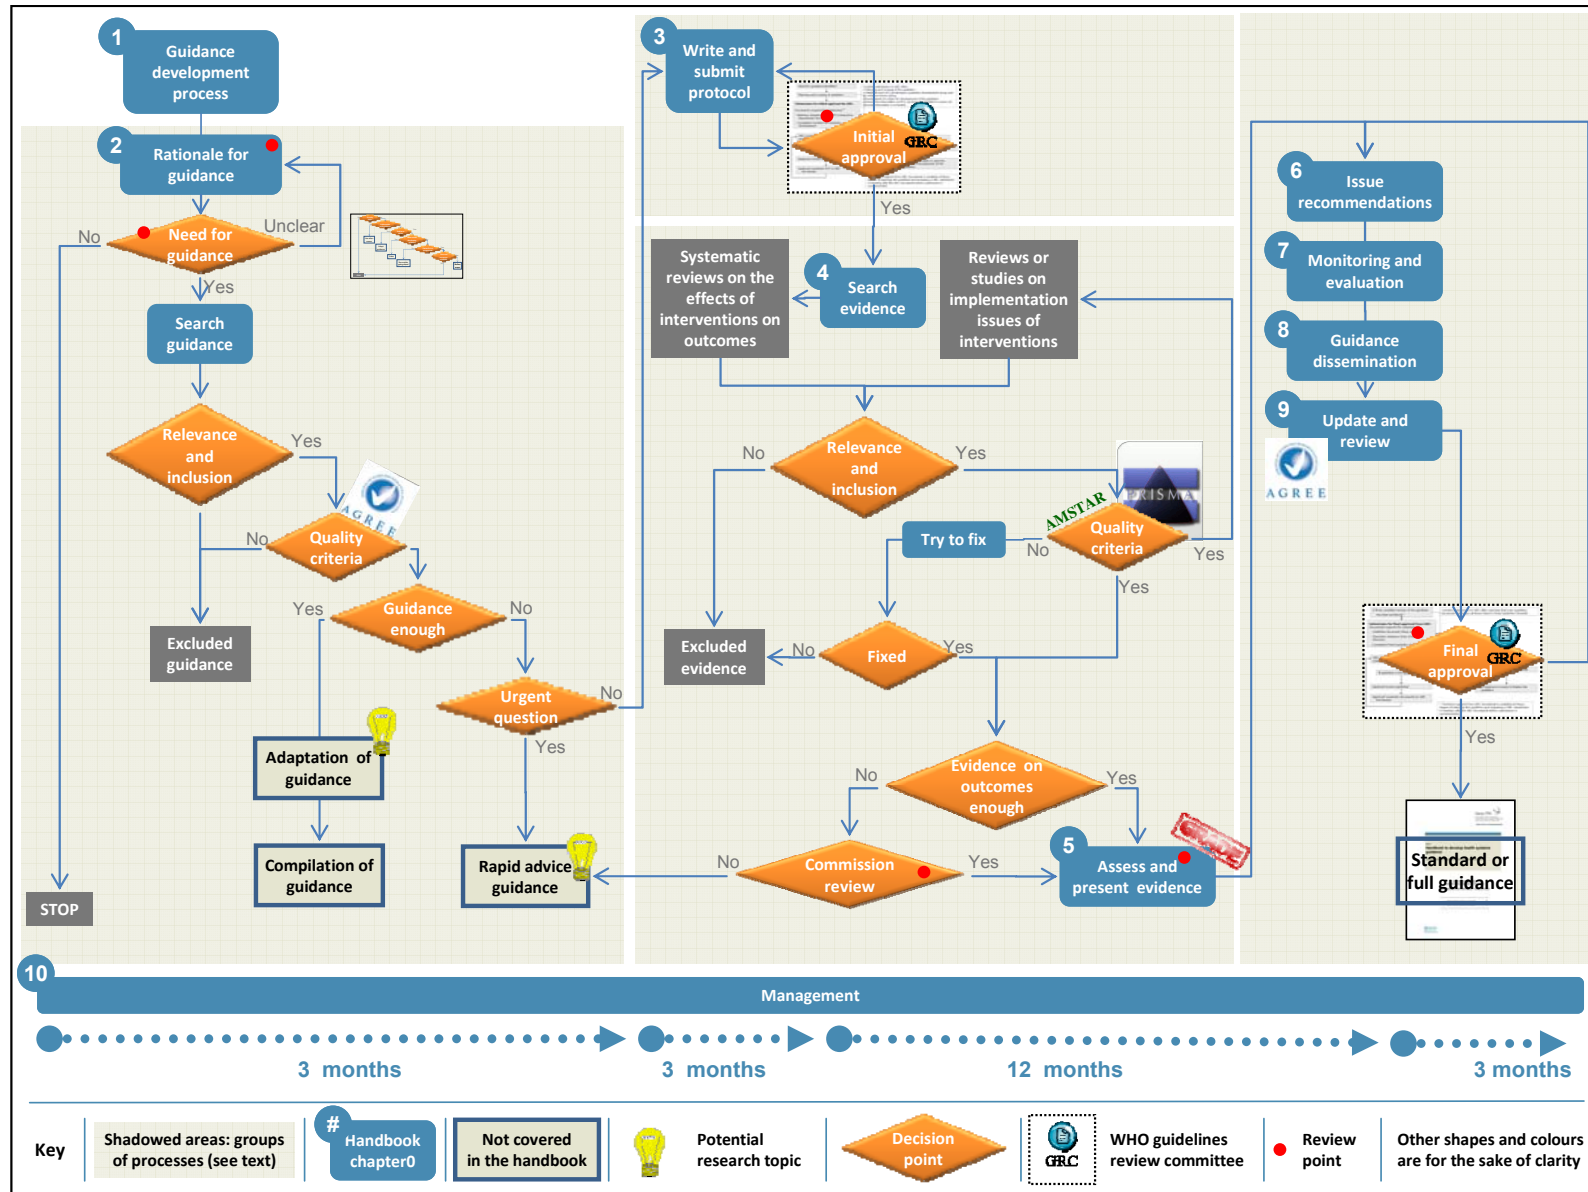 1
Guidance
development
process
2
Rationale for
guidance
No
Need for
guidance
Unclear
Yes
Search
guidance
Relevance
and
inclusion
Yes
AGREE
No
Quality
criteria
Yes
Guidance
enough
No
Excluded
guidance
Urgent
question
No
Yes
Adaptation of
guidance
Compilation of
guidance
Rapid advice
guidance
STOP
3
Write and
submit
protocol
Initial
approval
GRC
Yes
Systematic
reviews on the
effects of
interventions on
outcomes
4
Search
evidence
Reviews or
studies on
implementation
issues of
interventions
No
Relevance
and
inclusion
Yes
PRISMA
AMSTAR
Quality
criteria
Try to fix
No
Yes
Yes
Excluded
evidence
No
Fixed
Yes
No
Evidence on
outcomes
enough
Yes
No
Commission
review
Yes
5
Assess and
present evidence
6
Issue
recommendations
7
Monitoring and
evaluation
8
Guidance
dissemination
9
Update and
review
AGREE
Final
approval
GRC
Yes
Standard or
full guidance
10
Management
3 months
3 months
12 months
3 months
Key
Shadowed areas: groups
of processes (see text)
#
Handbook
chapter0
Not covered
in the handbook
Potential
research topic
Decision
point
GRC
WHO guidelines
review committee
Review
point
Other shapes and colours
are for the sake of clarity